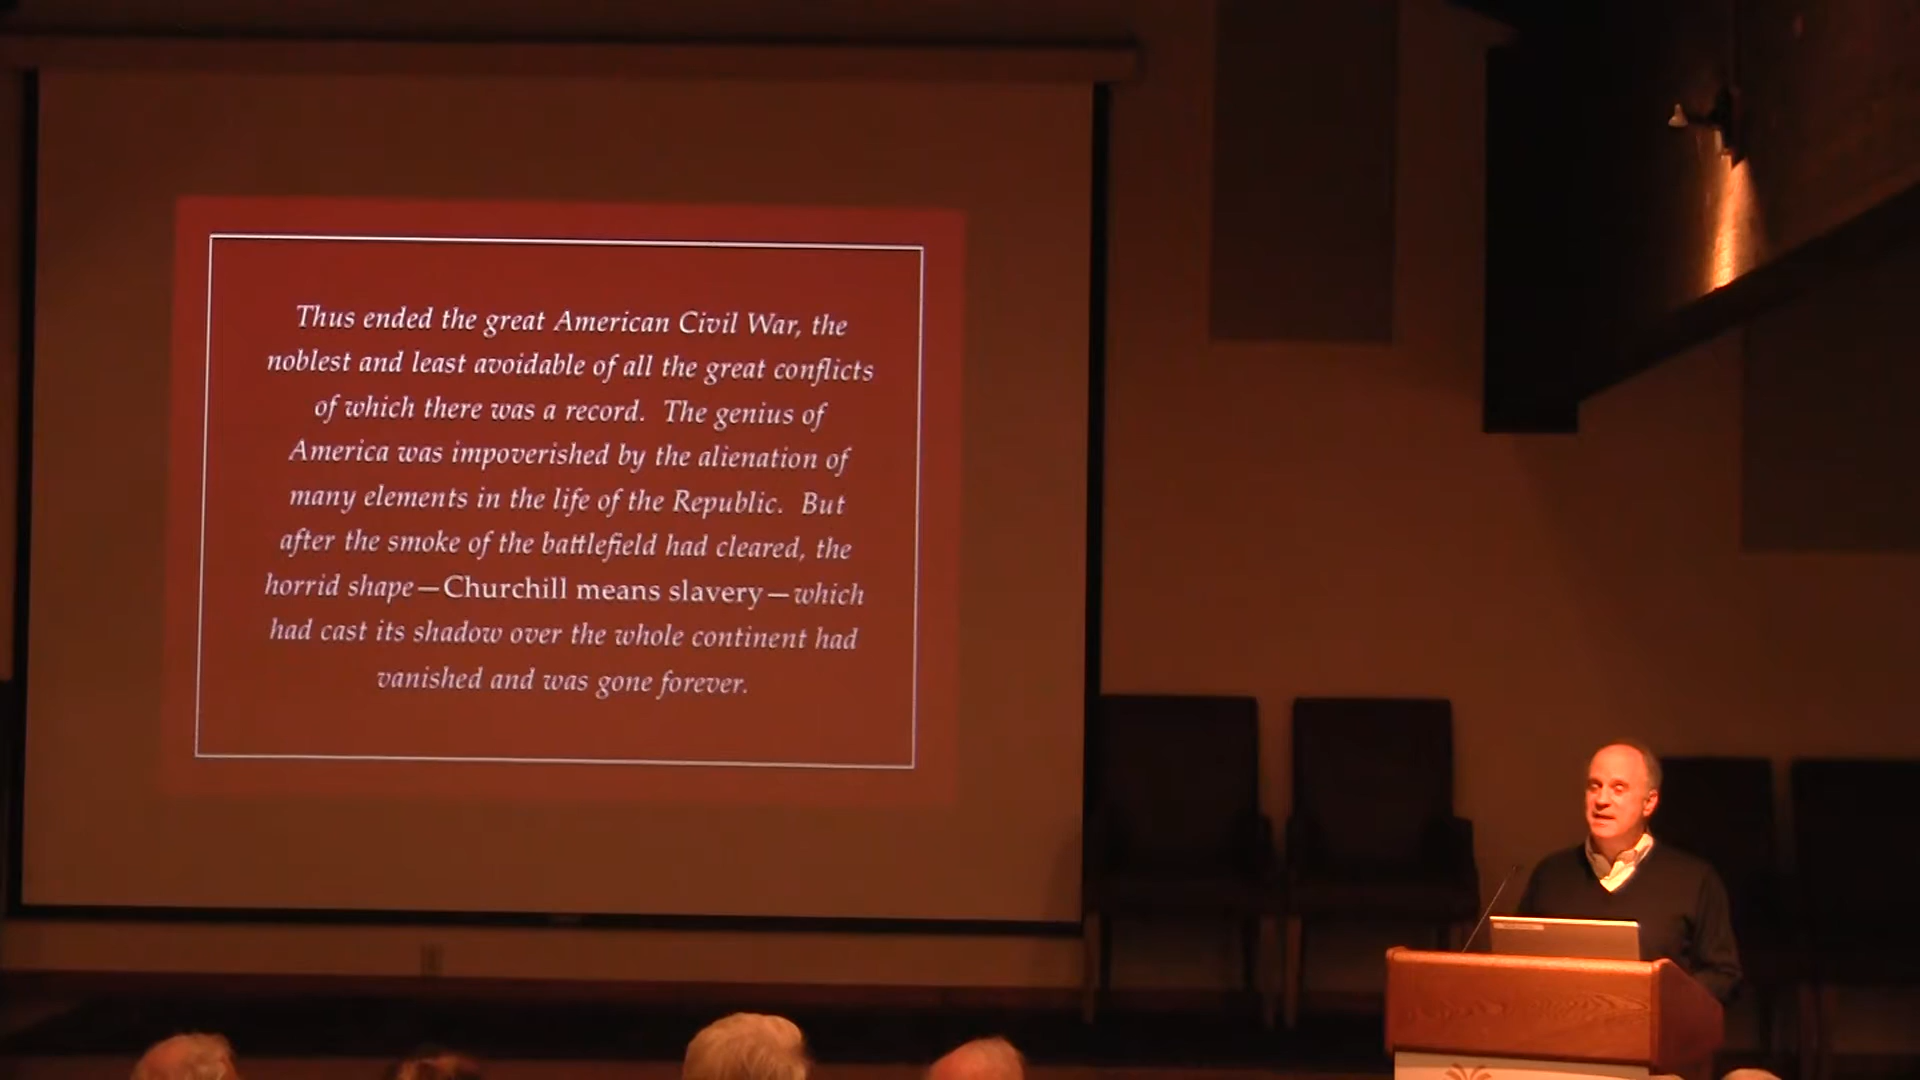 Thus ended the great American Civil War, the
noblest and least avoidable of all the great conflicts
of which there was a record.  The genius of
America was impoverished by the alienation of
many elements in the life of the Republic.  But
after the smoke of the battlefield had cleared, the
horrid shape—Churchill means slavery—which
had cast its shadow over the whole continent had
vanished and was gone forever.